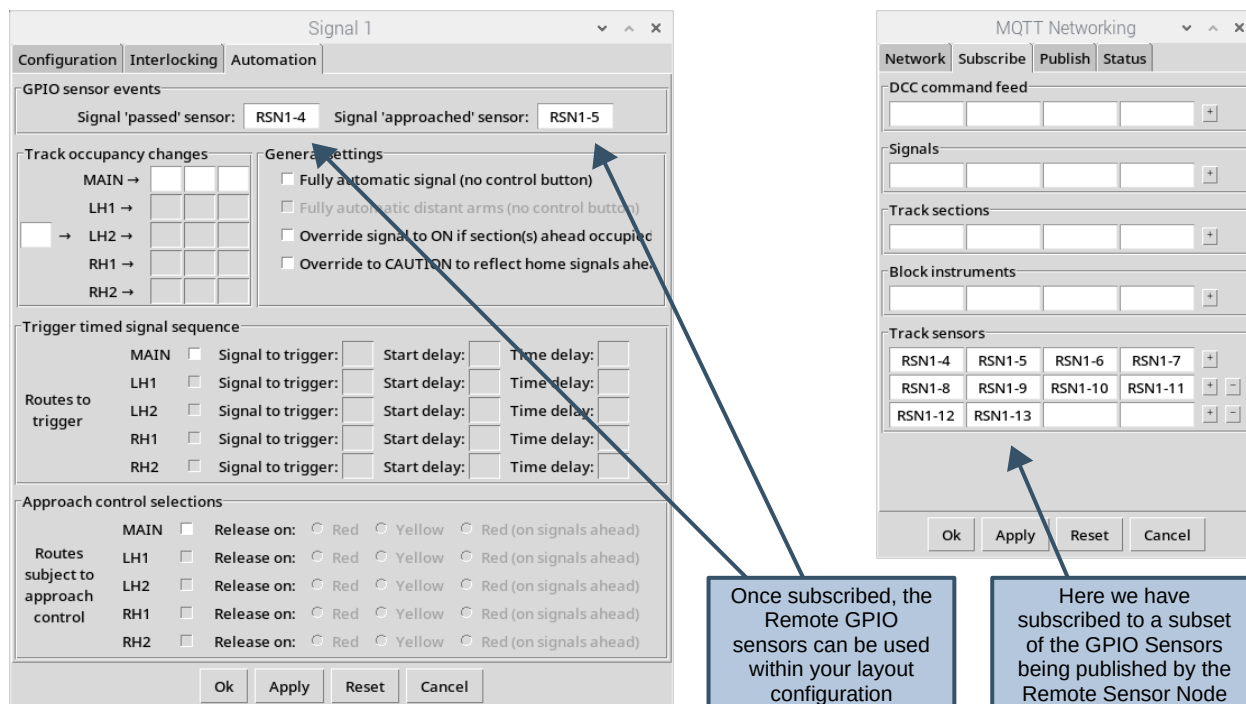 Signal 1
Configuration Interlocking Automation
GPIO sensor events
Signal 'passed' sensor: RSN1-4 Signal 'approached' sensor: RSN1-5
Track occupancy changes
MAIN →
LH1 →
→ LH2 →
RH1 →
RH2 →
General settings
Fully automatic signal (no control button)
Fully automatic distant arms (no control button)
Override signal to ON if section(s) ahead occupied
Override to CAUTION to reflect home signals ahea
Trigger timed signal sequence
Routes to
trigger
MAIN Signal to trigger: Start delay: Time delay:
LH1 Signal to trigger: Start delay: Time delay:
LH2 Signal to trigger: Start delay: Time delay:
RH1 Signal to trigger: Start delay: Time delay:
RH2 Signal to trigger: Start delay: Time delay:
Approach control selections
Routes
subject to
approach
control
MAIN Release on: Red Yellow Red (on signals ahead)
LH1 Release on: Red Yellow Red (on signals ahead)
LH2 Release on: Red Yellow Red (on signals ahead)
RH1 Release on: Red Yellow Red (on signals ahead)
RH2 Release on: Red Yellow Red (on signals ahead)
Ok Apply Reset Cancel
MQTT Networking
Network Subscribe Publish Status
DCC command feed
+
Signals
+
Track sections
+
Block instruments
+
Track sensors
RSN1-4 RSN1-5 RSN1-6 RSN1-7 +
RSN1-8 RSN1-9 RSN1-10 RSN1-11 + -
RSN1-12 RSN1-13 + -
Ok Apply Reset Cancel
Once subscribed, the
Remote GPIO
sensors can be used
within your layout
configuration
Here we have
subscribed to a subset
of the GPIO Sensors
being published by the
Remote Sensor Node